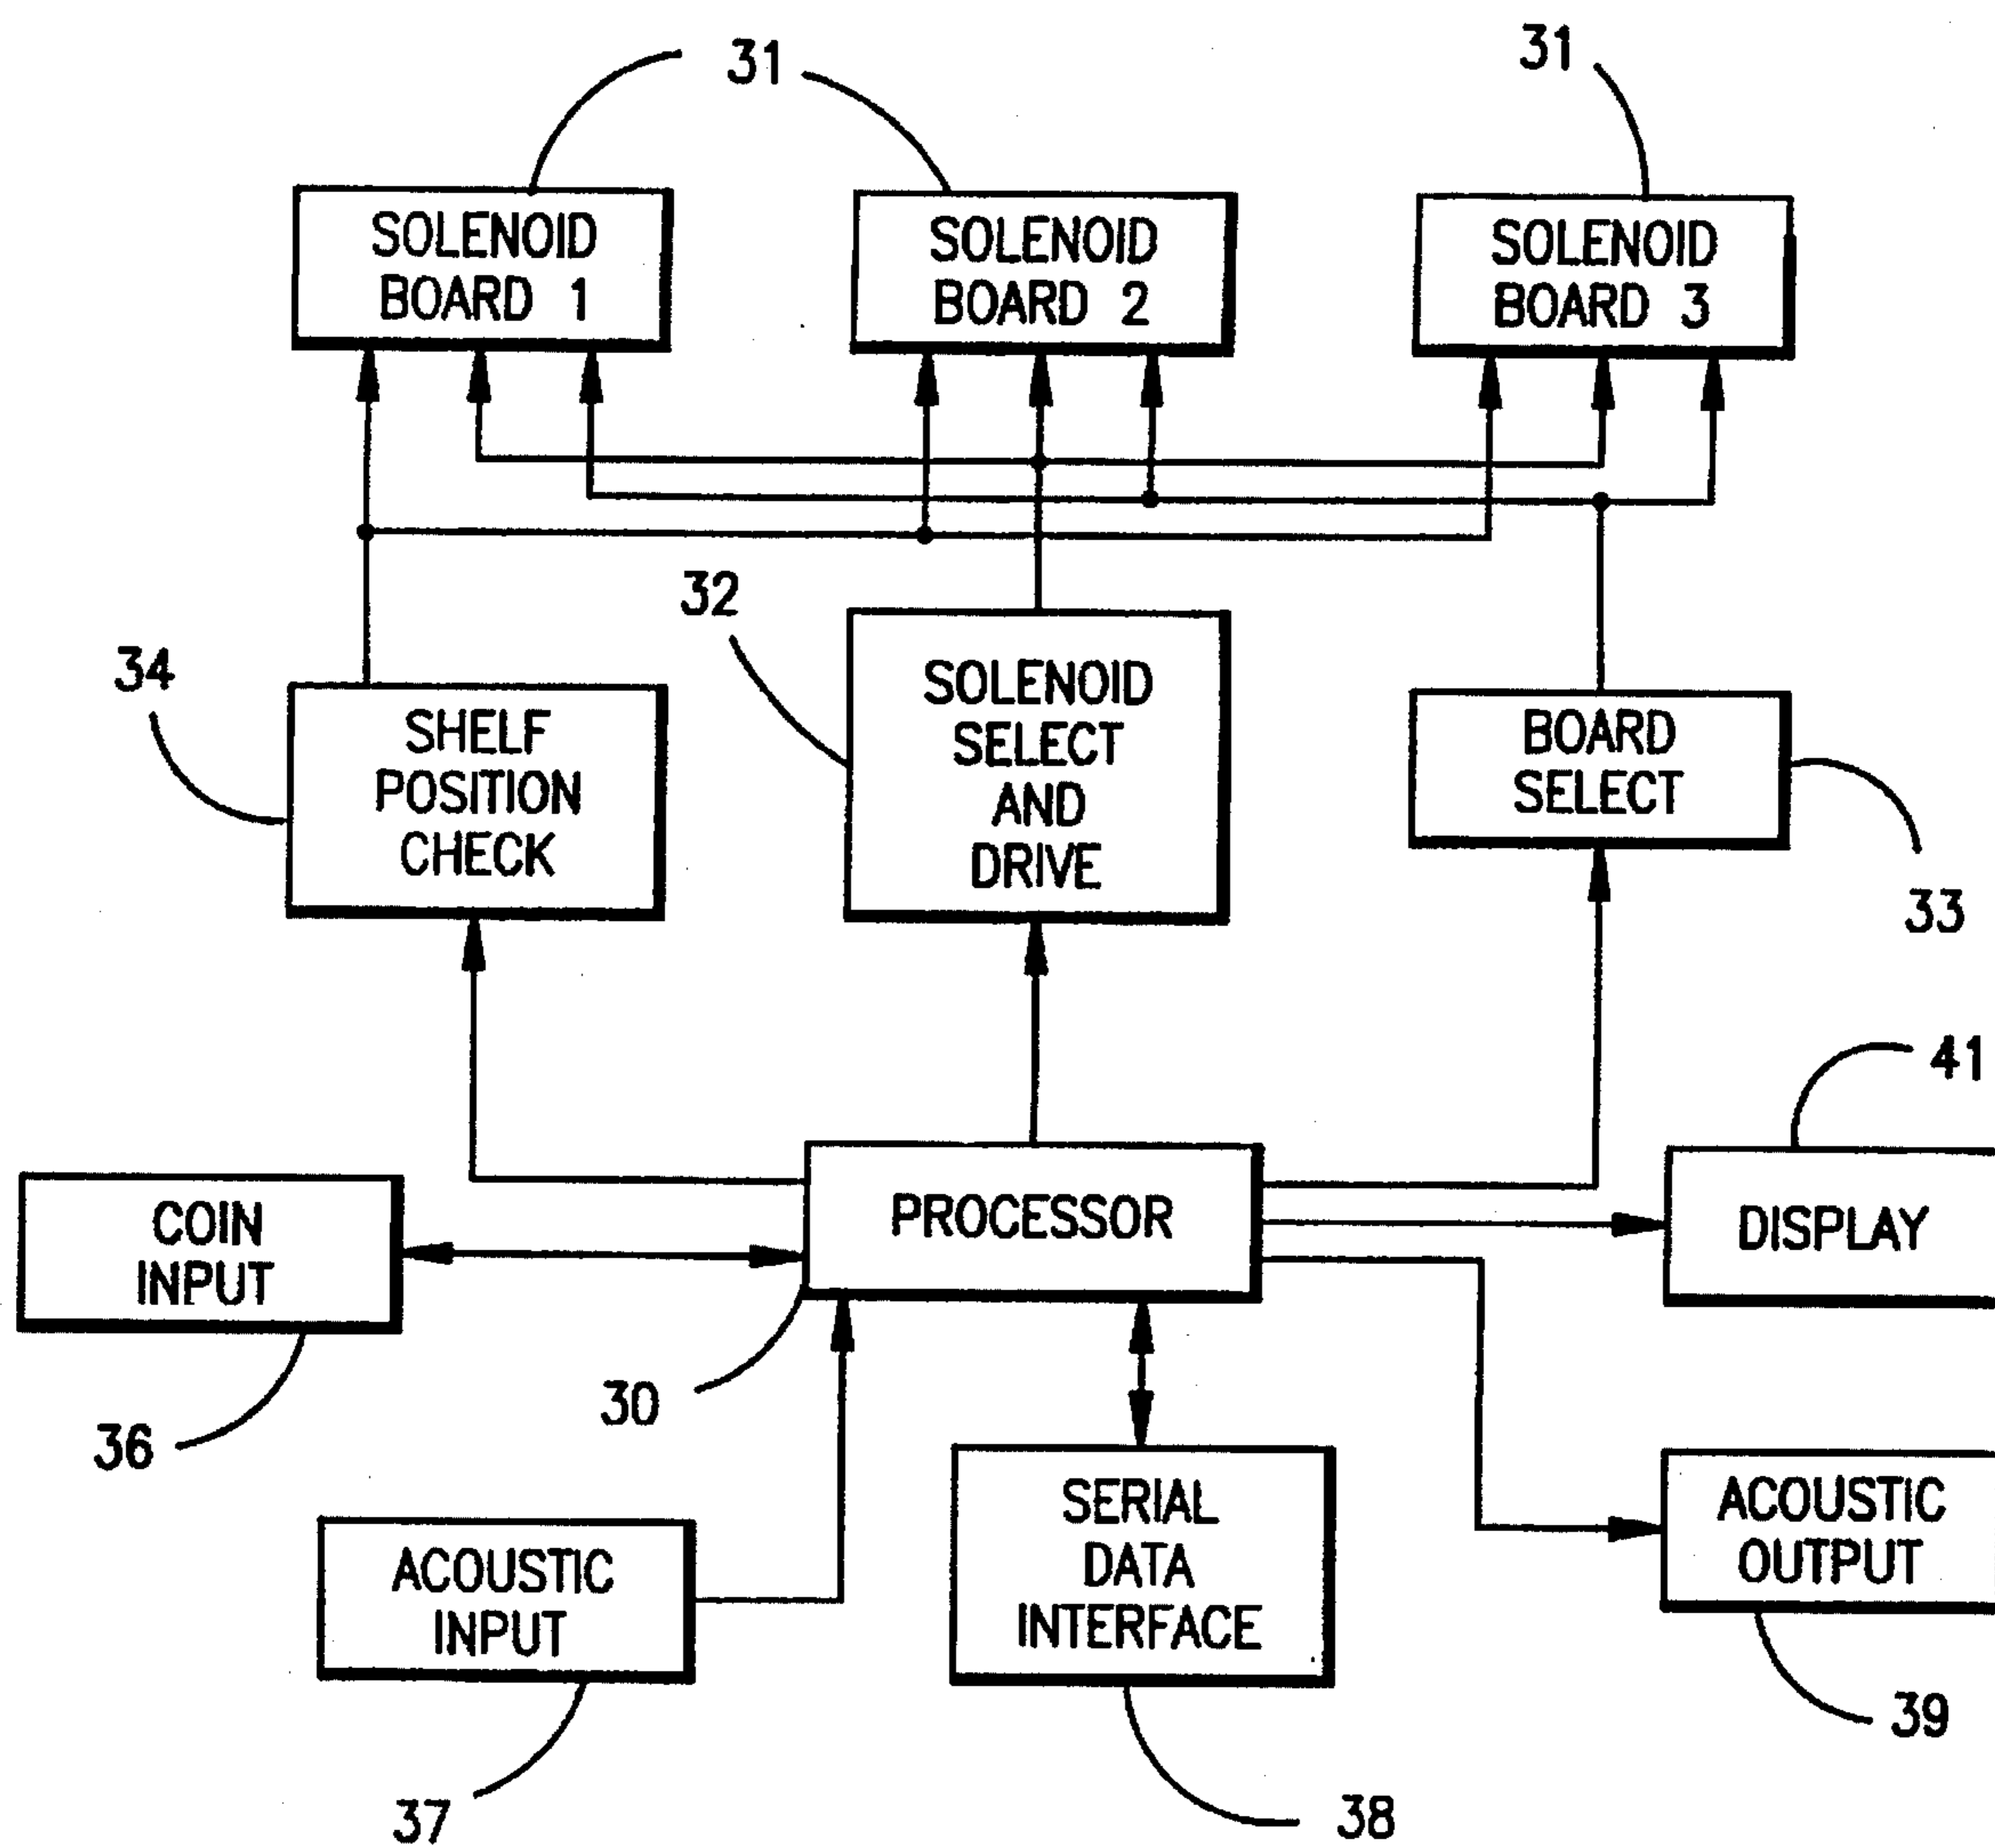 31
31
SOLENOID
BOARD 1
SOLENOID
BOARD 2
SOLENOID
BOARD 3
32
34
SHELF
POSITION
CHECK
SOLENOID
SELECT
AND
DRIVE
BOARD
SELECT
33
41
COIN
INPUT
PROCESSOR
DISPLAY
36
30
ACOUSTIC
INPUT
SERIAL
DATA
INTERFACE
ACOUSTIC
OUTPUT
39
37
38